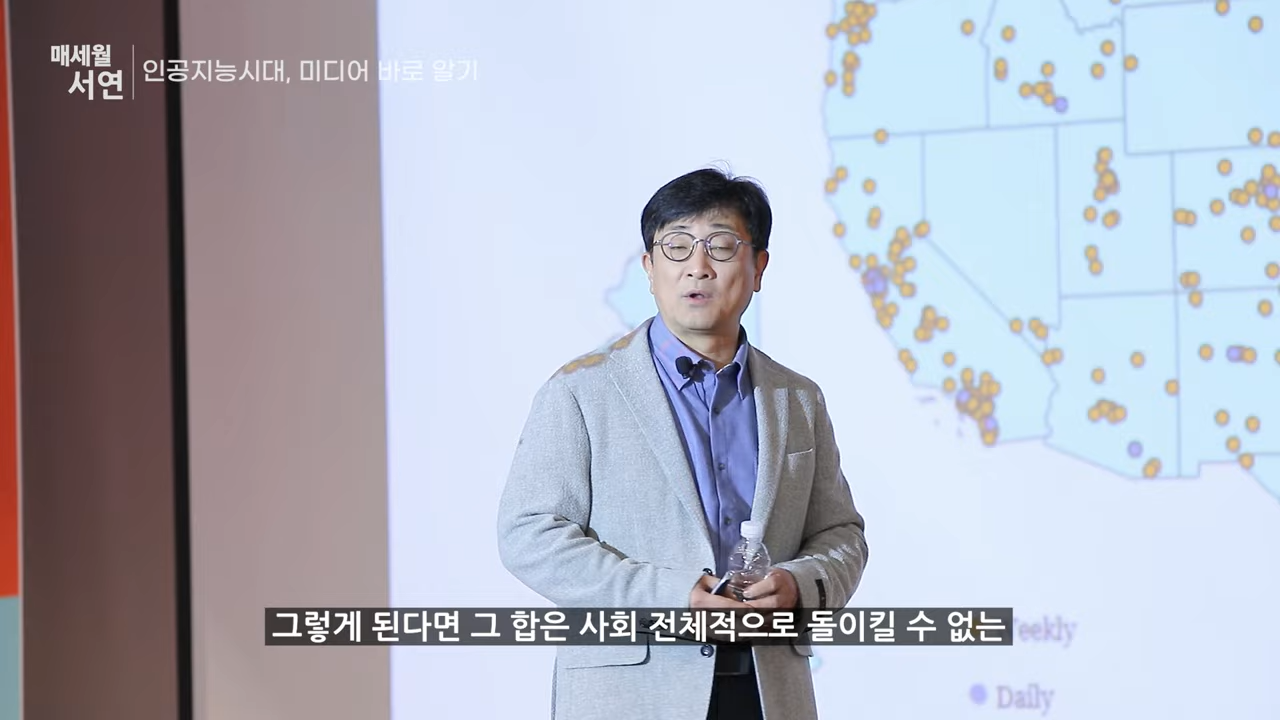 매세월
서연
인공지능시대, 미디어 바로 알기
그렇게 된다면 그 합은 사회 전체적으로 돌이킬 수 없는
Daily